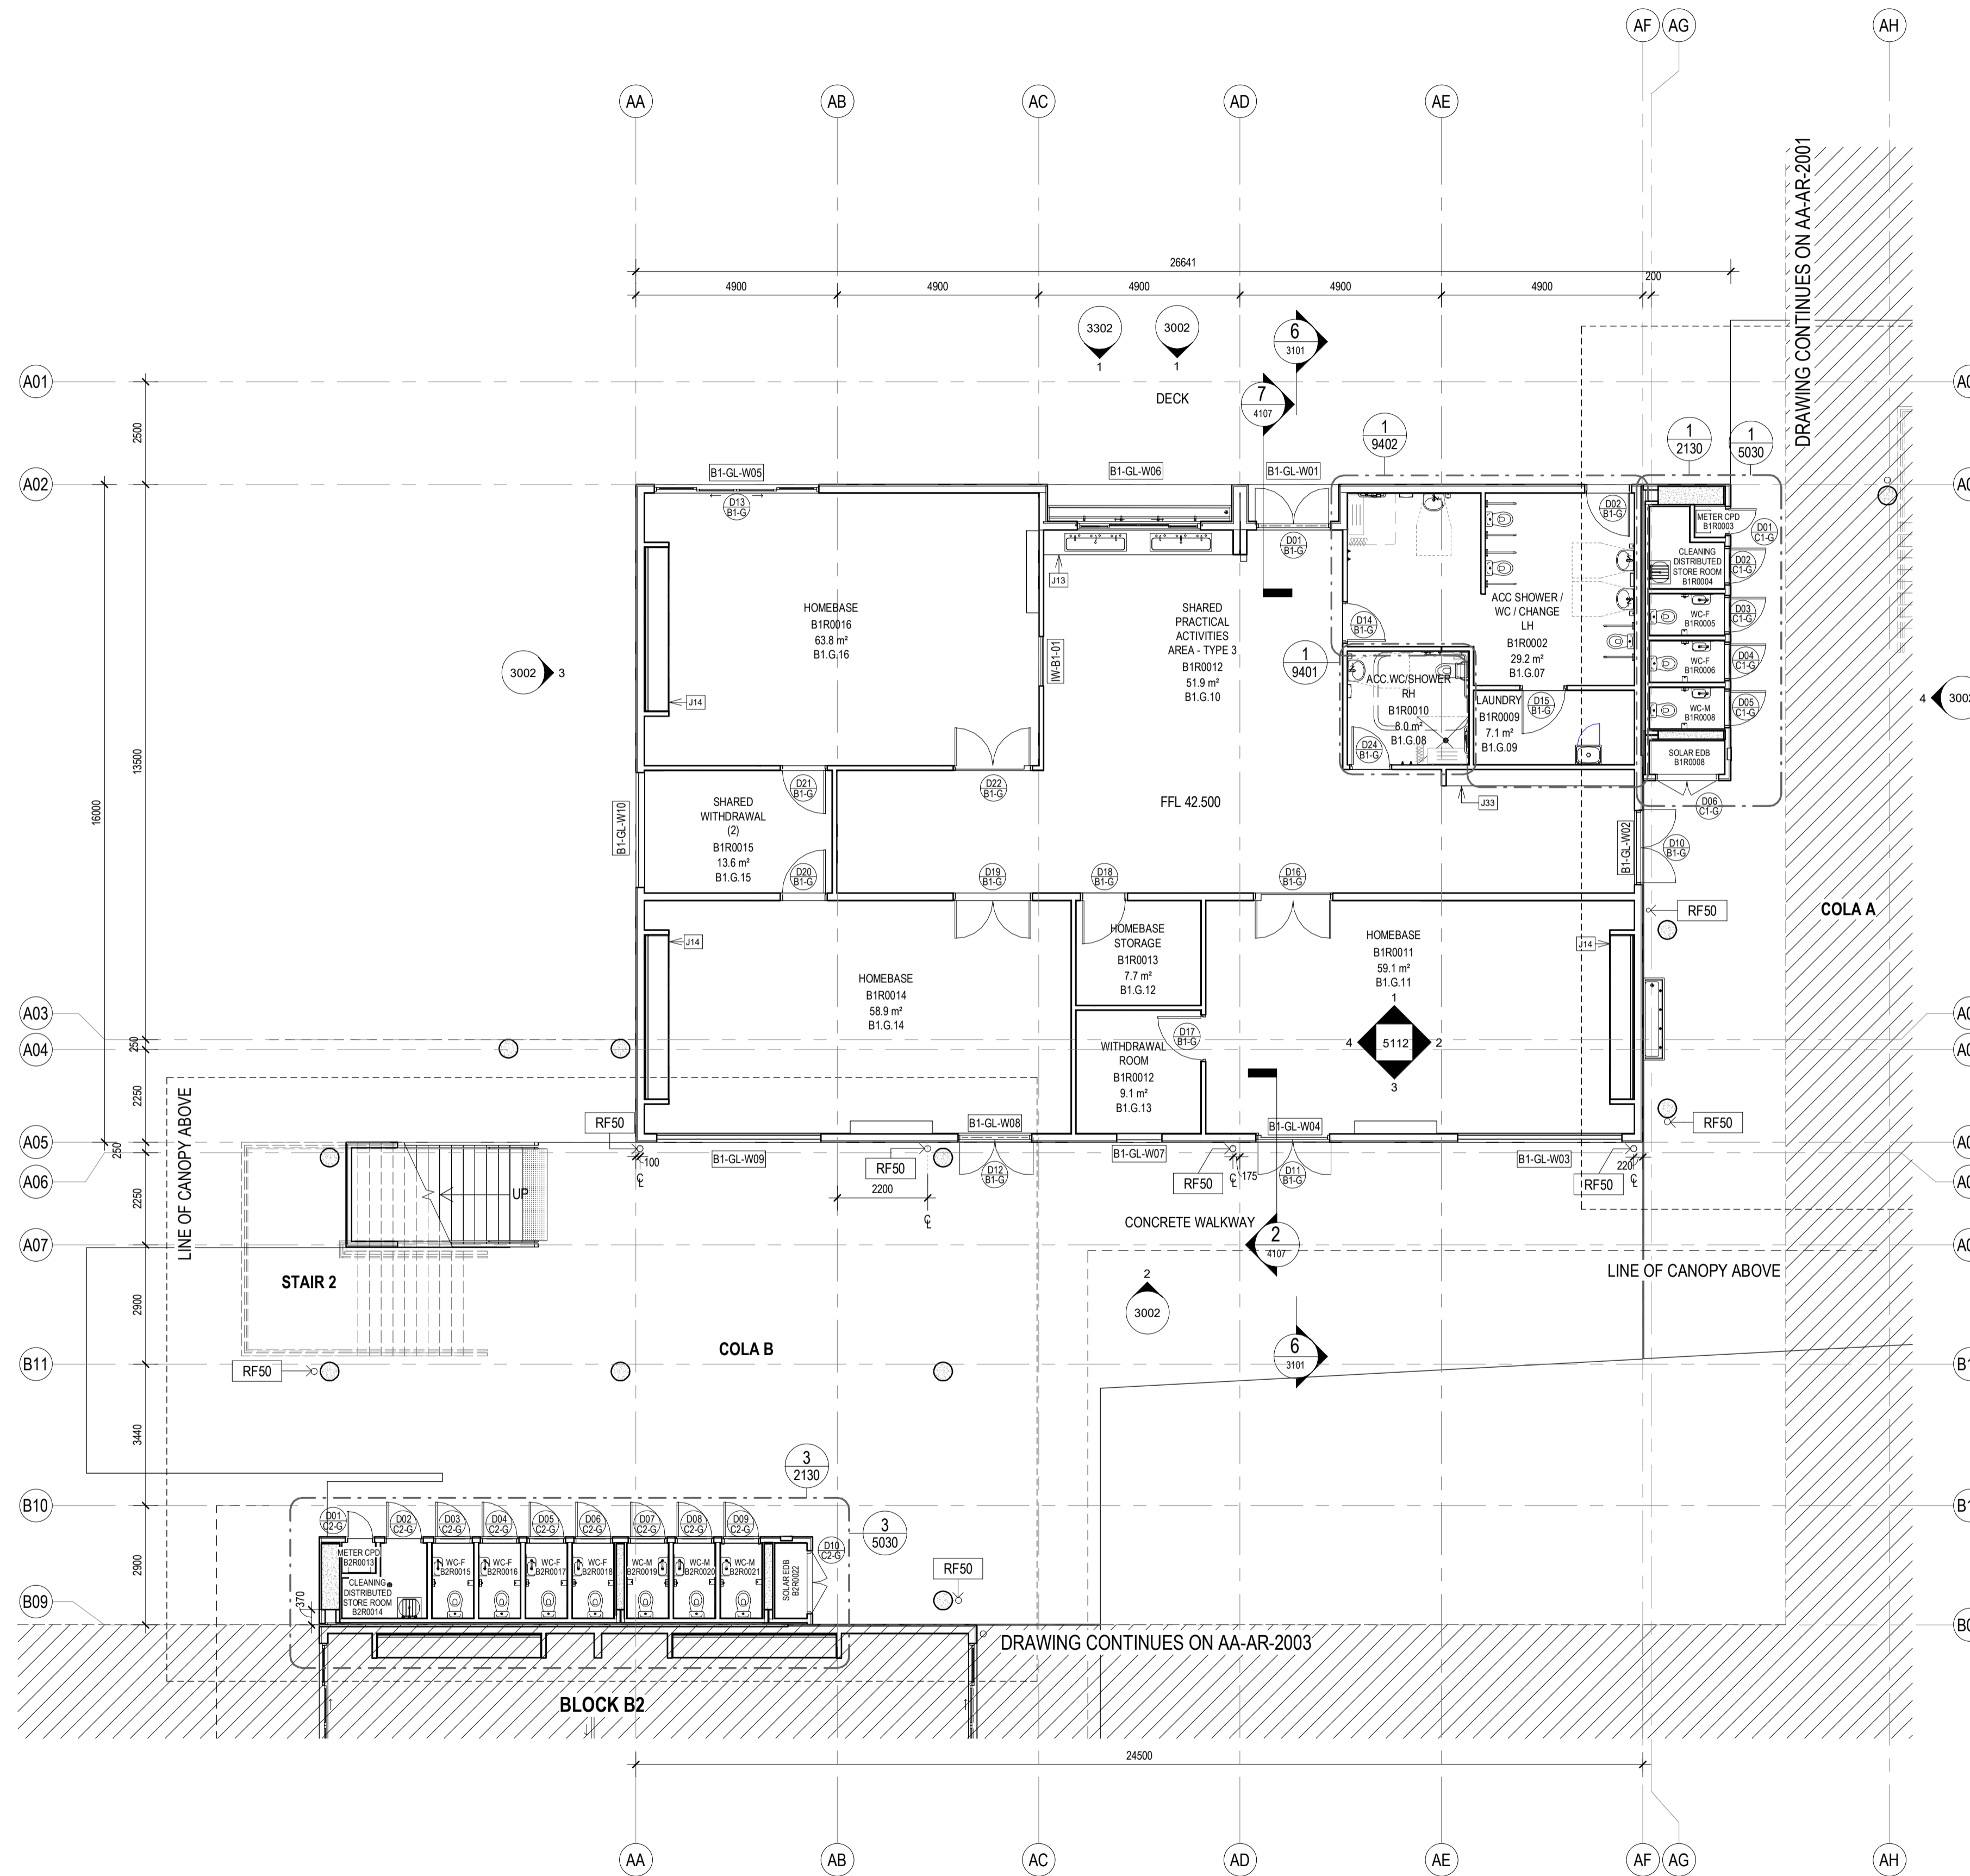 AF
AG
AH
AA
AB
AC
AD
AE
DRAWING CONTINUES ON AA-AR-2001
26641
4900
4900
4900
4900
4900
200
3302
1
3002
1
6
3101
A01
2500
DECK
7
4107
1
9402
1
2130
1
5030
A02
B1-GL-W05
B1-GL-W06
B1-GL-W01
D13
B1-G
D01
B1-G
D02
B1-G
METER CPD
B1R0003
D01
C1-G
CLEANING
DISTRIBUTED
STORE ROOM
B1R0004
D02
C1-G
J13
HOMEBASE
B1R0016
63.8 m²
B1.G.16
SHARED
PRACTICAL
ACTIVITIES
AREA - TYPE 3
B1R0012
51.9 m²
B1.G.10
ACC SHOWER /
WC / CHANGE
LH
B1R0002
29.2 m²
B1.G.07
D14
B1-G
WC-F
B1R0005
D03
C1-G
WC-F
B1R0006
D04
C1-G
WC-M
B1R0008
D05
C1-G
3002
3
IW-B1-01
1
9401
J14
ACC.WC/SHOWER
RH
B1R0010
8.0 m²
B1.G.08
LAUNDRY
B1R0009
7.1 m²
B1.G.09
D15
B1-G
D24
B1-G
4
3002
SOLAR EDB
B1R0008
13500
16000
D21
B1-G
D22
B1-G
FFL 42.500
J33
D06
C1-G
B1-GL-W10
SHARED
WITHDRAWAL
(2)
B1R0015
13.6 m²
B1.G.15
B1-GL-W02
D10
B1-G
D20
B1-G
D19
B1-G
D18
B1-G
D16
B1-G
RF50
COLA A
J14
HOMEBASE
STORAGE
B1R0013
7.7 m²
B1.G.12
HOMEBASE
B1R0011
59.1 m²
B1.G.11
J14
HOMEBASE
B1R0014
58.9 m²
B1.G.14
A03
250
A04
D17
B1-G
1
4
5112
2
3
WITHDRAWAL
ROOM
B1R0012
9.1 m²
B1.G.13
2250
LINE OF CANOPY ABOVE
RF50
B1-GL-W08
B1-GL-W04
RF50
A05
250
A06
100
B1-GL-W09
RF50
D12
B1-G
B1-GL-W07
RF50
175
D11
B1-G
B1-GL-W03
RF50
220
2250
UP
2200
CONCRETE WALKWAY
2
4107
A07
STAIR 2
LINE OF CANOPY ABOVE
2900
2
3002
COLA B
6
3101
B11
RF50
3440
3
2130
B10
D01
C2-G
D02
C2-G
D03
C2-G
D04
C2-G
D05
C2-G
D06
C2-G
D07
C2-G
D08
C2-G
D09
C2-G
3
5030
D10
C2-G
2900
METER CPD
B2R0013
CLEANING
DISTRIBUTED
STORE ROOM
B2R0014
WC-F
B2R0015
WC-F
B2R0016
WC-F
B2R0017
WC-F
B2R0018
WC-M
B2R0019
WC-M
B2R0020
WC-M
B2R0021
SOLAR EDB
B2R0022
RF50
B09
370
DRAWING CONTINUES ON AA-AR-2003
BLOCK B2
24500
AA
AB
AC
AD
AE
AF
AG
AH